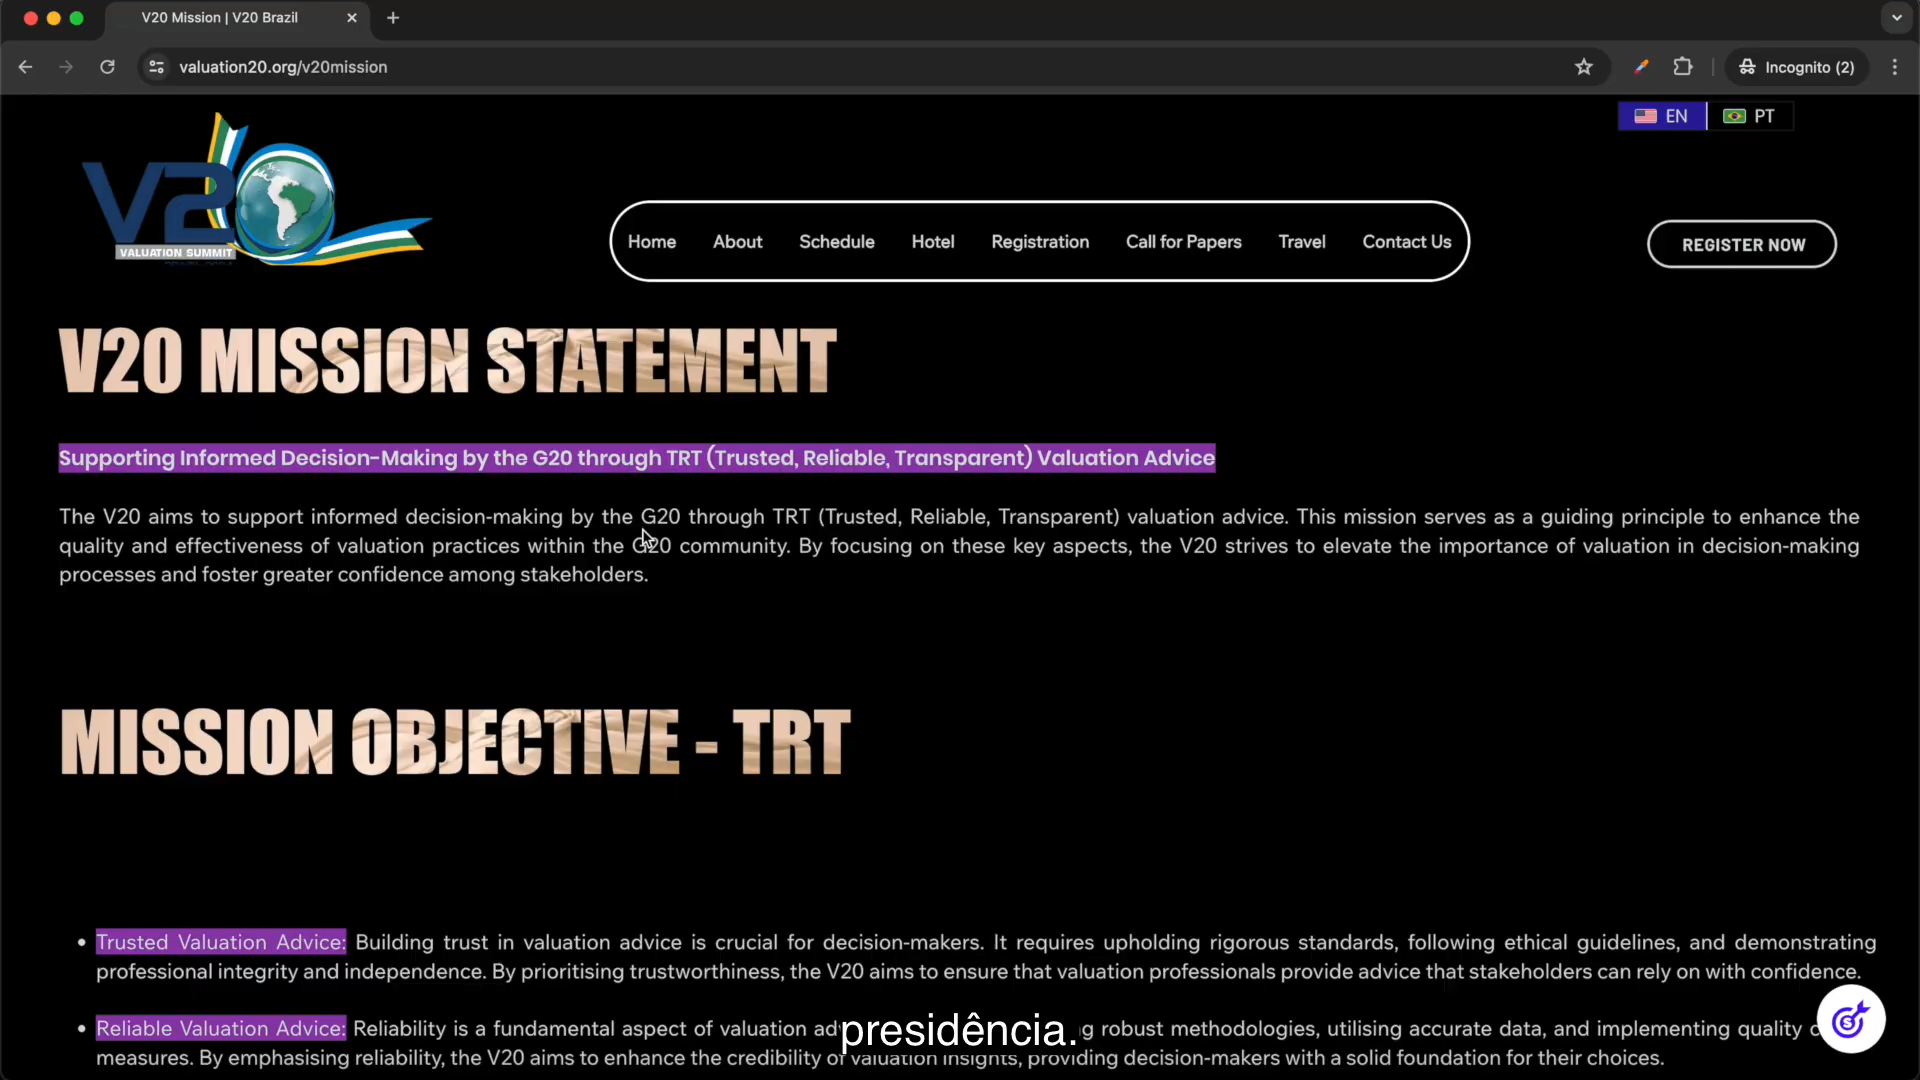 V20 Mission | V20 Brazil
valuation20.org/v20mission
Incognito (2)
EN
PT
V20
VALUATION SUMMIT
Home
About
Schedule
Hotel
Registration
Call for Papers
Travel
Contact Us
REGISTER NOW
V20 MISSION STATEMENT
Supporting Informed Decision-Making by the G20 through TRT (Trusted, Reliable, Transparent) Valuation Advice
The V20 aims to support informed decision-making by the G20 through TRT (Trusted, Reliable, Transparent) valuation advice. This mission serves as a guiding principle to enhance the
quality and effectiveness of valuation practices within the G20 community. By focusing on these key aspects, the V20 strives to elevate the importance of valuation in decision-making
processes and foster greater confidence among stakeholders.
MISSION OBJECTIVE - TRT
Trusted Valuation Advice: Building trust in valuation advice is crucial for decision-makers. It requires upholding rigorous standards, following ethical guidelines, and demonstrating
professional integrity and independence. By prioritising trustworthiness, the V20 aims to ensure that valuation professionals provide advice that stakeholders can rely on with confidence.
Reliable Valuation Advice: Reliability is a fundamental aspect of valuation robust methodologies, utilising accurate data, and implementing quality
measures. By emphasising reliability, the V20 aims to enhance the credibility of valuation insights, providing decision-makers with a solid foundation for their choices.
presidência.